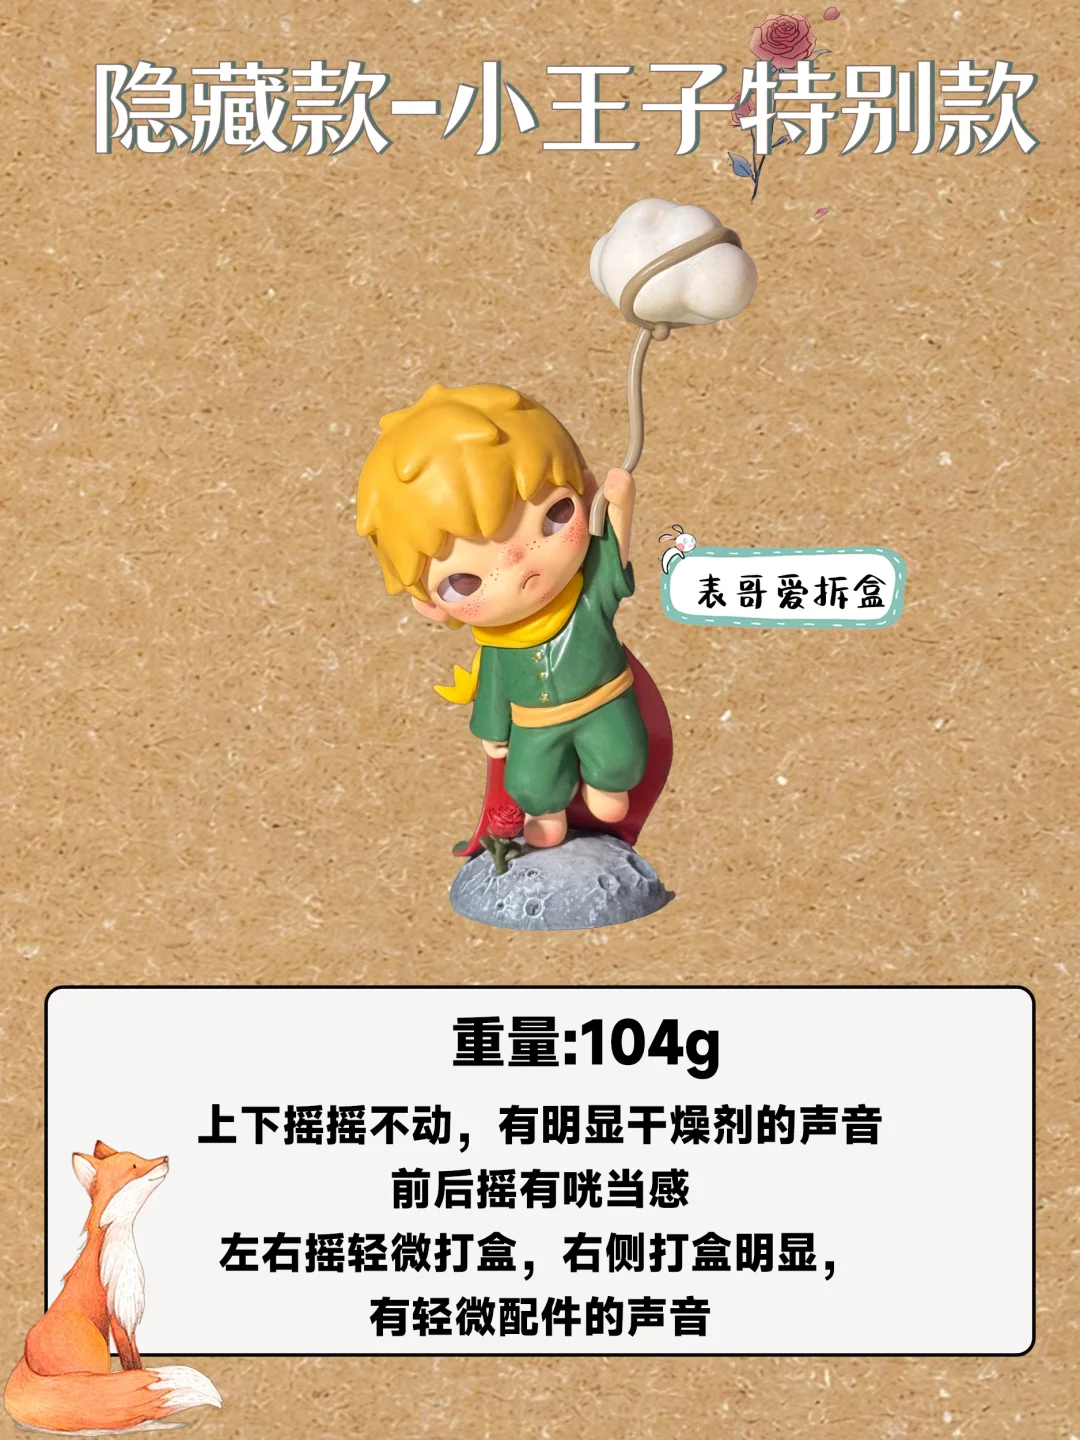 隐藏款-小王子特别款
表哥爱拆盒
重量:104g
上下摇摇不动，有明显干燥剂的声音
前后摇有咣当感
左右摇轻微打盒，右侧打盒明显，
有轻微配件的声音